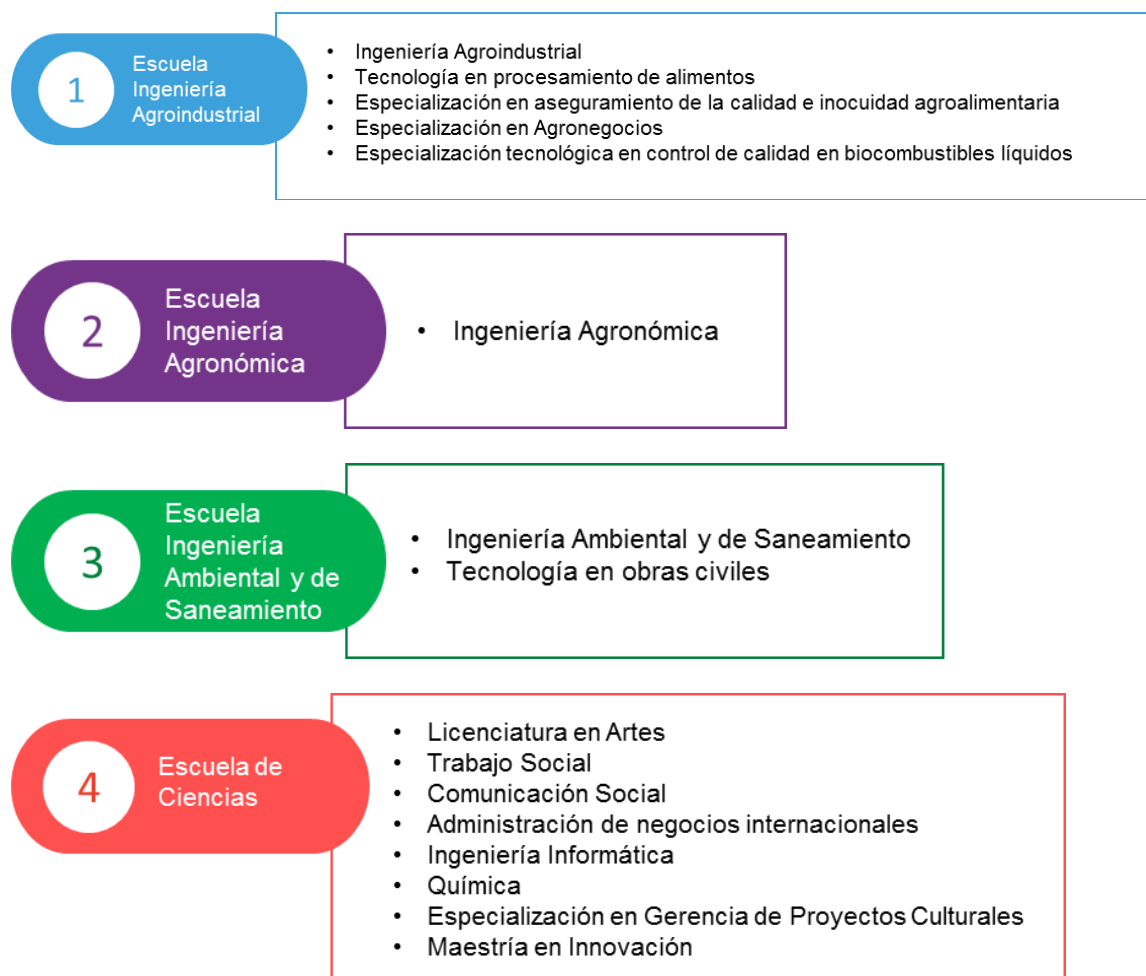 1
Escuela
Ingeniería
Agroindustrial
• Ingeniería Agroindustrial
• Tecnología en procesamiento de alimentos
• Especialización en aseguramiento de la calidad e inocuidad agroalimentaria
• Especialización en Agronegocios
• Especialización tecnológica en control de calidad en biocombustibles líquidos
2
Escuela
Ingeniería
Agronómica
• Ingeniería Agronómica
3
Escuela
Ingeniería
Ambiental y de
Saneamiento
• Ingeniería Ambiental y de Saneamiento
• Tecnología en obras civiles
4
Escuela de
Ciencias
• Licenciatura en Artes
• Trabajo Social
• Comunicación Social
• Administración de negocios internacionales
• Ingeniería Informática
• Química
• Especialización en Gerencia de Proyectos Culturales
• Maestría en Innovación